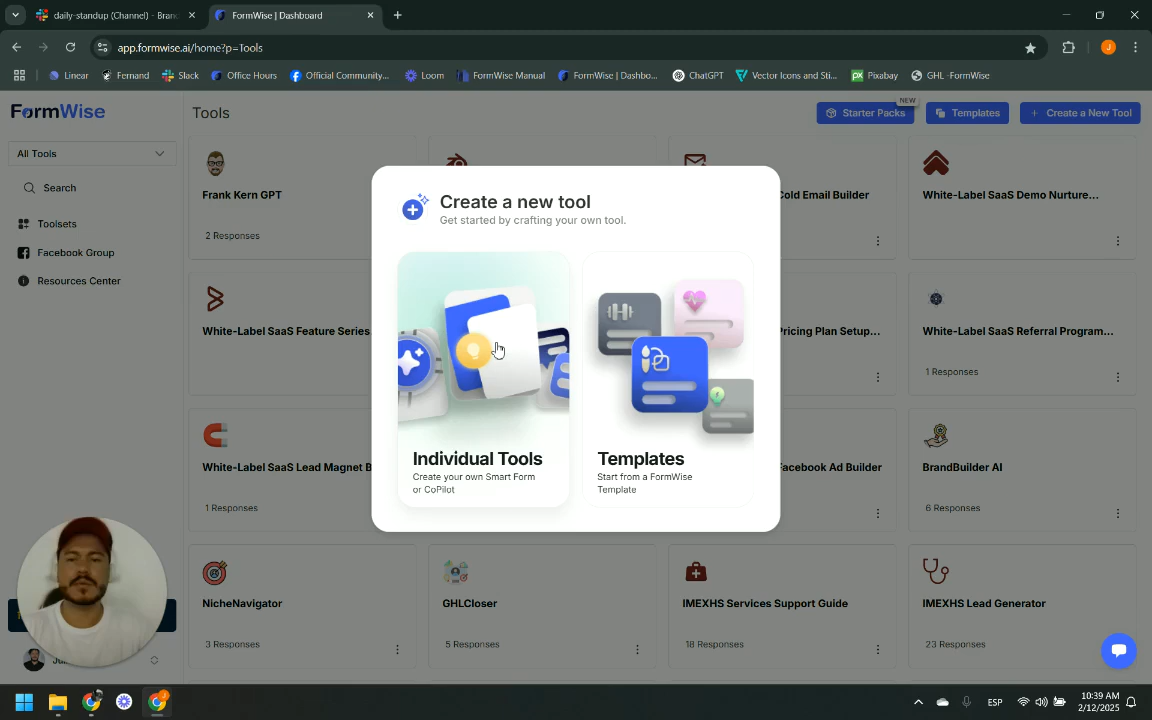 daily-standup (Channel) - Bran
FormWise | Dashboard
app.formwise.ai/home?p=Tools
Linear
Fernand
Slack
Office Hours
Official Community...
Loom
FormWise Manual
FormWise | Dashbo...
ChatGPT
Vector Icons and Sti...
Pixabay
GHL -FormWise
FormWise
Tools
NEW
Starter Packs
Templates
+ Create a New Tool
All Tools
Search
Toolsets
Facebook Group
Resources Center
Frank Kern GPT
2 Responses
Cold Email Builder
White-Label SaaS Demo Nurture...
White-Label SaaS Feature Series
Pricing Plan Setup...
White-Label SaaS Referral Program...
1 Responses
Create a new tool
Get started by crafting your own tool.
Individual Tools
Create your own Smart Form
or CoPilot
Templates
Start from a FormWise
Template
White-Label SaaS Lead Magnet B
1 Responses
Facebook Ad Builder
BrandBuilder AI
6 Responses
NicheNavigator
3 Responses
GHLCloser
5 Responses
IMEXHS Services Support Guide
18 Responses
IMEXHS Lead Generator
23 Responses
ESP
10:39 AM
2/12/2025